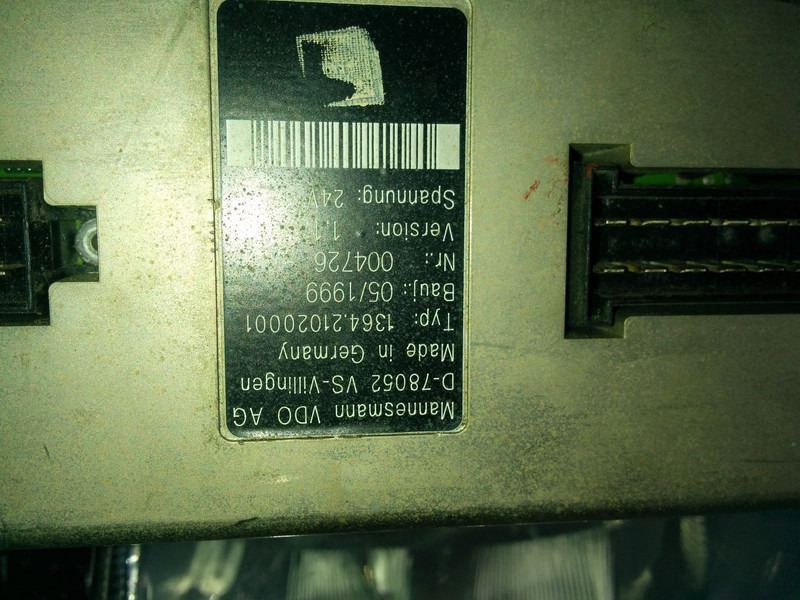 Mannesmann VDO AG
D-78052 VS-Villingen
Made in Germany
Typ: 1364.21020001
Bauj.: 05/1999
Nr.: 004726
Version: 1.1
Spannung: 24V